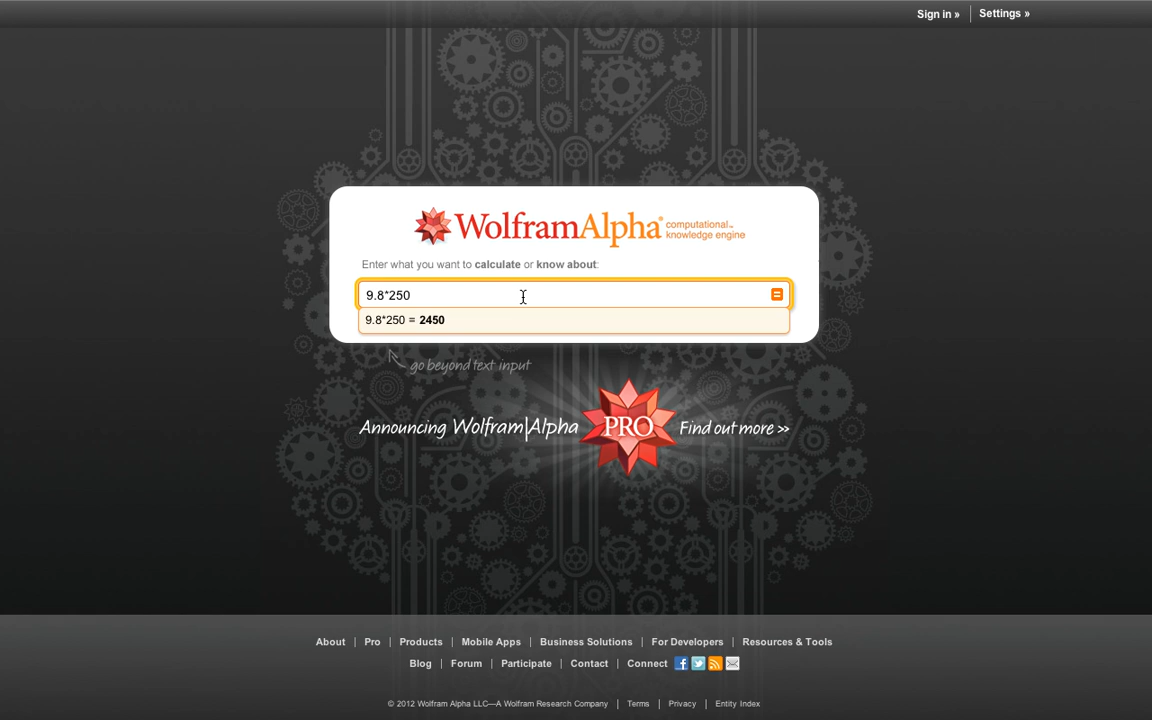 Sign in » | Settings »
WolframAlpha® computational™ knowledge engine
Enter what you want to calculate or know about:
9.8*250
9.8*250 = 2450
go beyond text input
Announcing Wolfram|Alpha PRO Find out more >>
About | Pro | Products | Mobile Apps | Business Solutions | For Developers | Resources & Tools
Blog | Forum | Participate | Contact | Connect
© 2012 Wolfram Alpha LLC—A Wolfram Research Company | Terms | Privacy | Entity Index